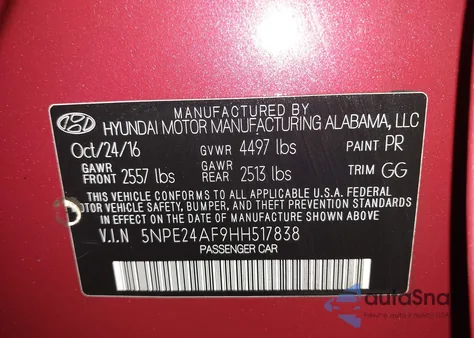 MANUFACTURED BY
HYUNDAI MOTOR MANUFACTURING ALABAMA, LLC
Oct/24/16 GVWR 4497 lbs PAINT PR
GAWR FRONT 2557 lbs GAWR REAR 2513 lbs TRIM GG
THIS VEHICLE CONFORMS TO ALL APPLICABLE U.S.A. FEDERAL
MOTOR VEHICLE SAFETY, BUMPER, AND THEFT PREVENTION STANDARDS
IN EFFECT ON THE DATE OF MANUFACTURE SHOWN ABOVE.
V.I.N 5NPE24AF9HH517838
PASSENGER CAR
autoSna